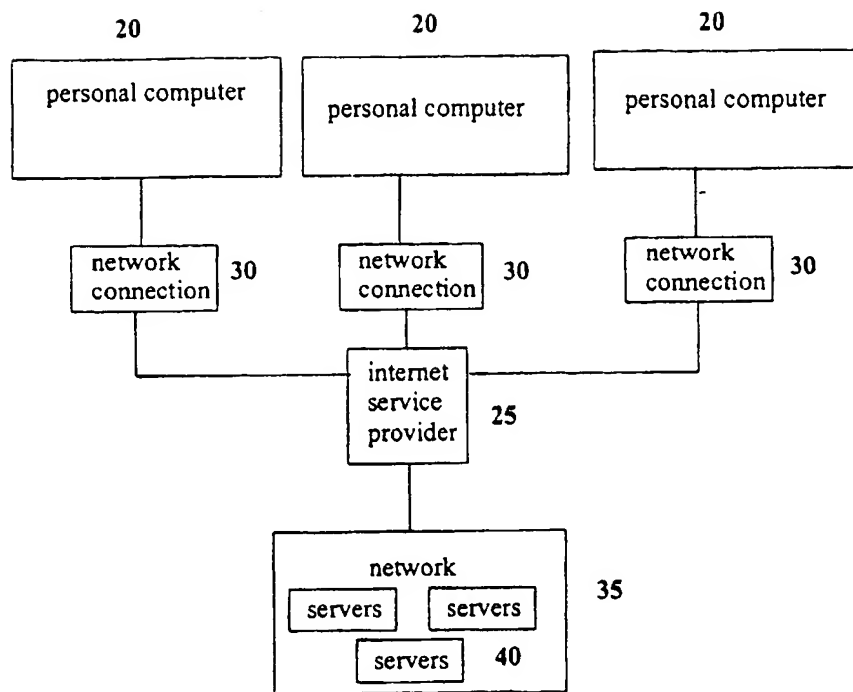 20 20 20
personal computer personal computer personal computer
network connection 30 network connection 30 network connection 30
internet
service
provider
25
network
35
servers servers
servers 40